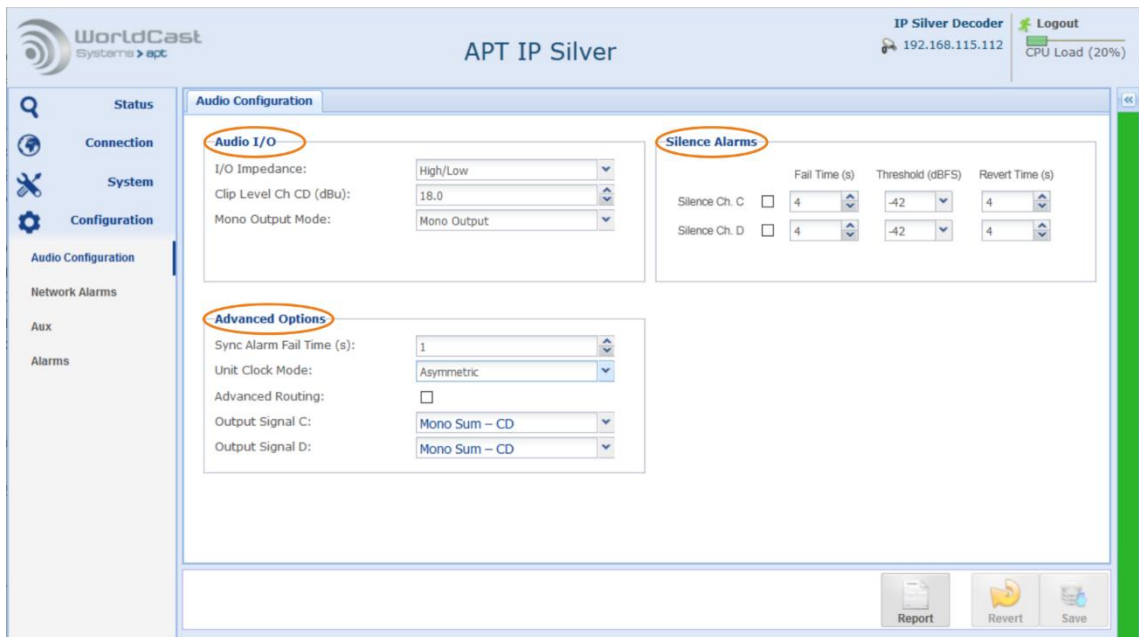 WorldCast
Systems > apt
APT IP Silver
IP Silver Decoder
192.168.115.112
Logout
CPU Load (20%)
Status
Connection
System
Configuration
Audio Configuration
Network Alarms
Aux
Alarms
Audio Configuration
Audio I/O
I/O Impedance: High/Low
Clip Level Ch CD (dBu): 18.0
Mono Output Mode: Mono Output
Silence Alarms
Fail Time (s) Threshold (dBFS) Revert Time (s)
Silence Ch. C 4 -42 4
Silence Ch. D 4 -42 4
Advanced Options
Sync Alarm Fail Time (s): 1
Unit Clock Mode: Asymmetric
Advanced Routing:
Output Signal C: Mono Sum – CD
Output Signal D: Mono Sum – CD
Report
Revert
Save